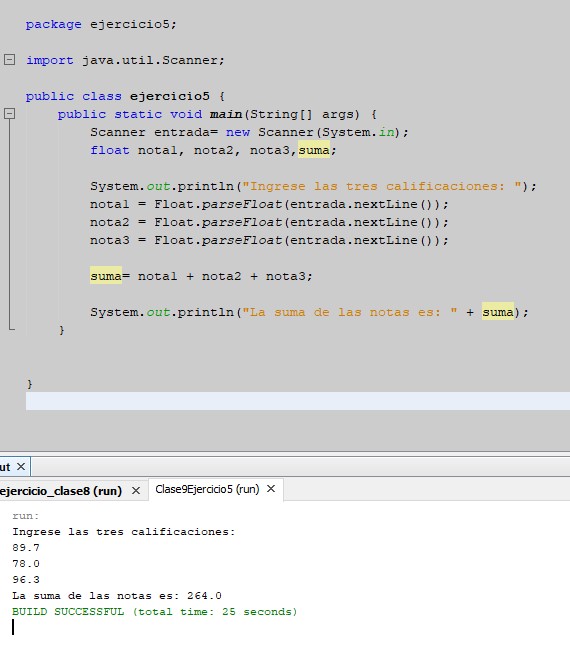 package ejercicio5;
import java.util.Scanner;
public class ejercicio5 {
public static void main(String[] args) {
Scanner entrada= new Scanner(System.in);
float nota1, nota2, nota3,suma;
System.out.println("Ingrese las tres calificaciones: ");
nota1 = Float.parseFloat(entrada.nextLine());
nota2 = Float.parseFloat(entrada.nextLine());
nota3 = Float.parseFloat(entrada.nextLine());
suma= nota1 + nota2 + nota3;
System.out.println("La suma de las notas es: " + suma);
}
}
ut
ejercicio_clase8 (run) Clase9Ejercicio5 (run)
run:
Ingrese las tres calificaciones:
89.7
78.0
96.3
La suma de las notas es: 264.0
BUILD SUCCESSFUL (total time: 25 seconds)